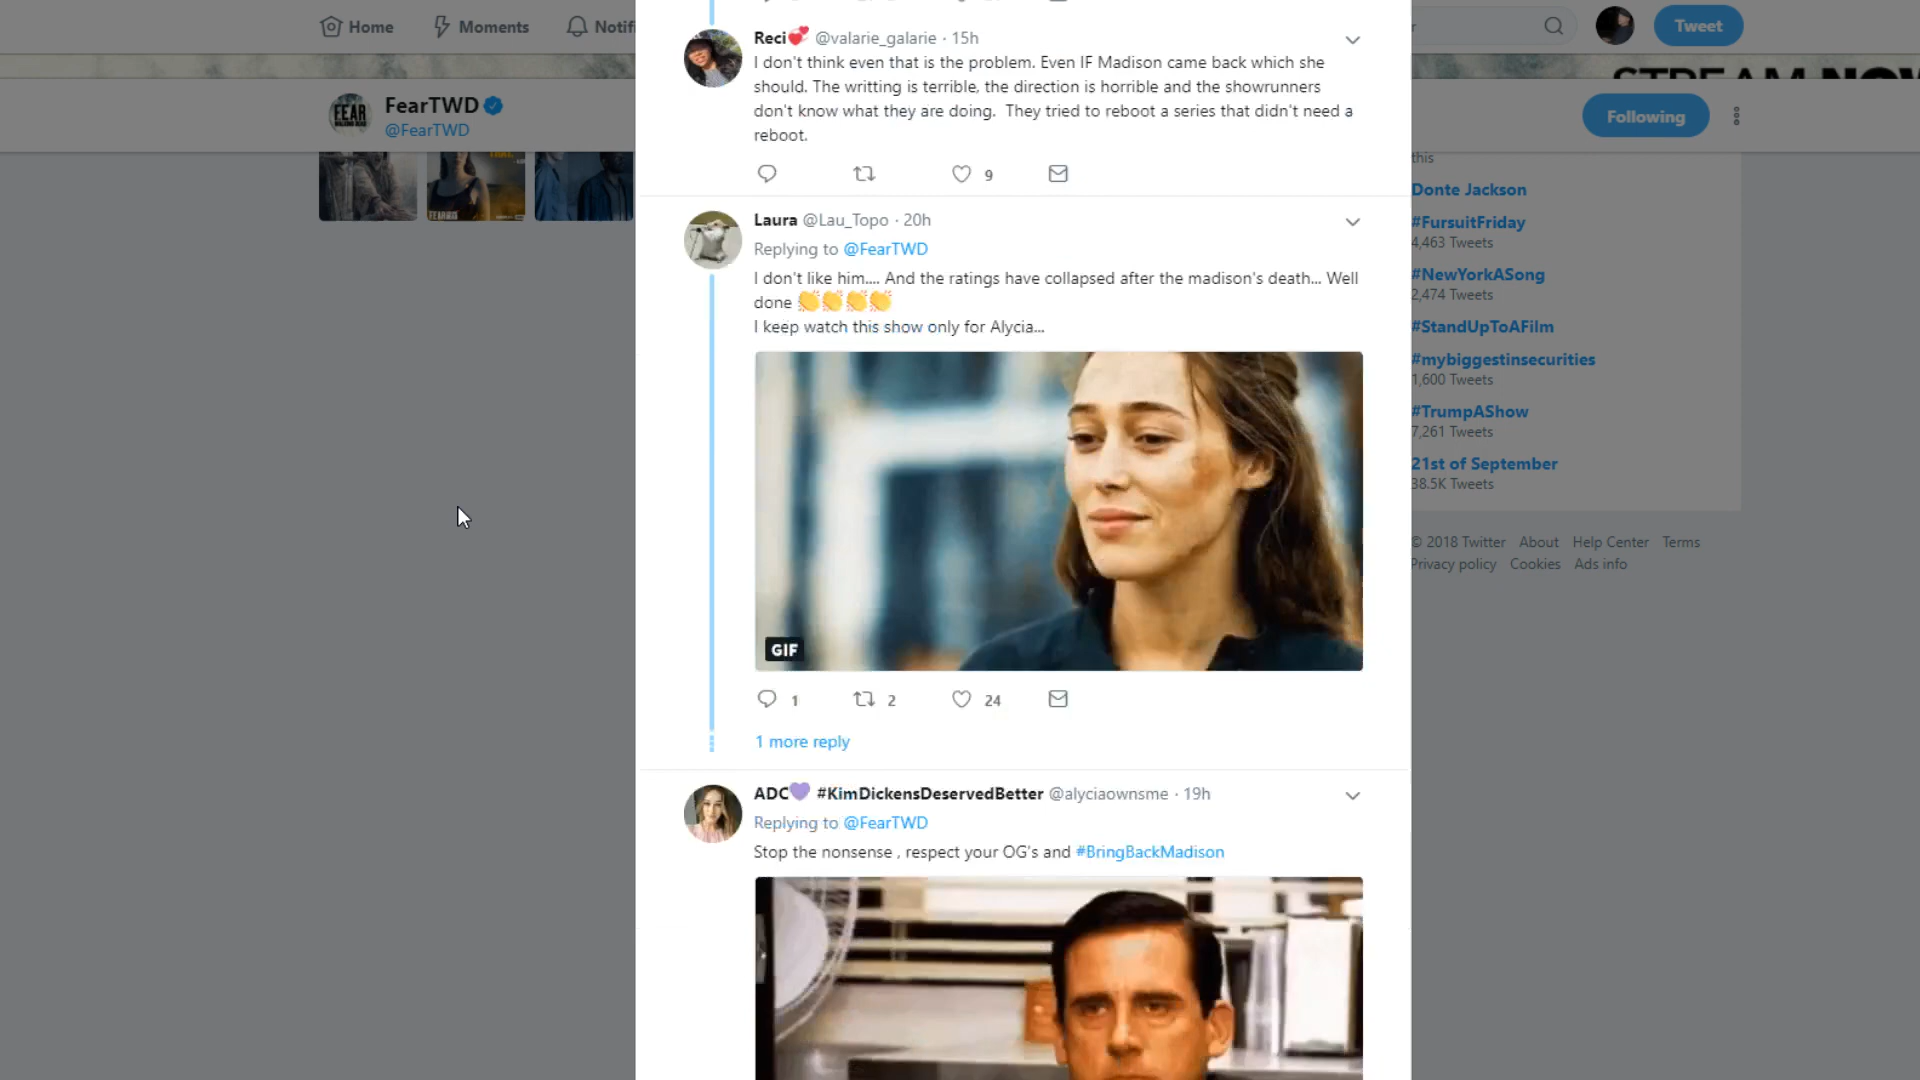 Home
Moments
Notifi
Tweet
STREAM NOW
FearTWD
@FearTWD
Following
Reci💞 @valarie_galarie · 15h
I don't think even that is the problem. Even IF Madison came back which she
should. The writting is terrible, the direction is horrible and the showrunners
don't know what they are doing.  They tried to reboot a series that didn't need a
reboot.
9
Laura @Lau_Topo · 20h
Replying to @FearTWD
I don't like him.... And the ratings have collapsed after the madison's death... Well
done 👏👏👏👏
I keep watch this show only for Alycia...
GIF
1
2
24
1 more reply
ADC💜 #KimDickensDeservedBetter @alyciaownsme · 19h
Replying to @FearTWD
Stop the nonsense , respect your OG's and #BringBackMadison
this
Donte Jackson
#FursuitFriday
4,463 Tweets
#NewYorkASong
2,474 Tweets
#StandUpToAFilm
#mybiggestinsecurities
1,600 Tweets
#TrumpAShow
7,261 Tweets
21st of September
38.5K Tweets
© 2018 Twitter About Help Center Terms
Privacy policy Cookies Ads info